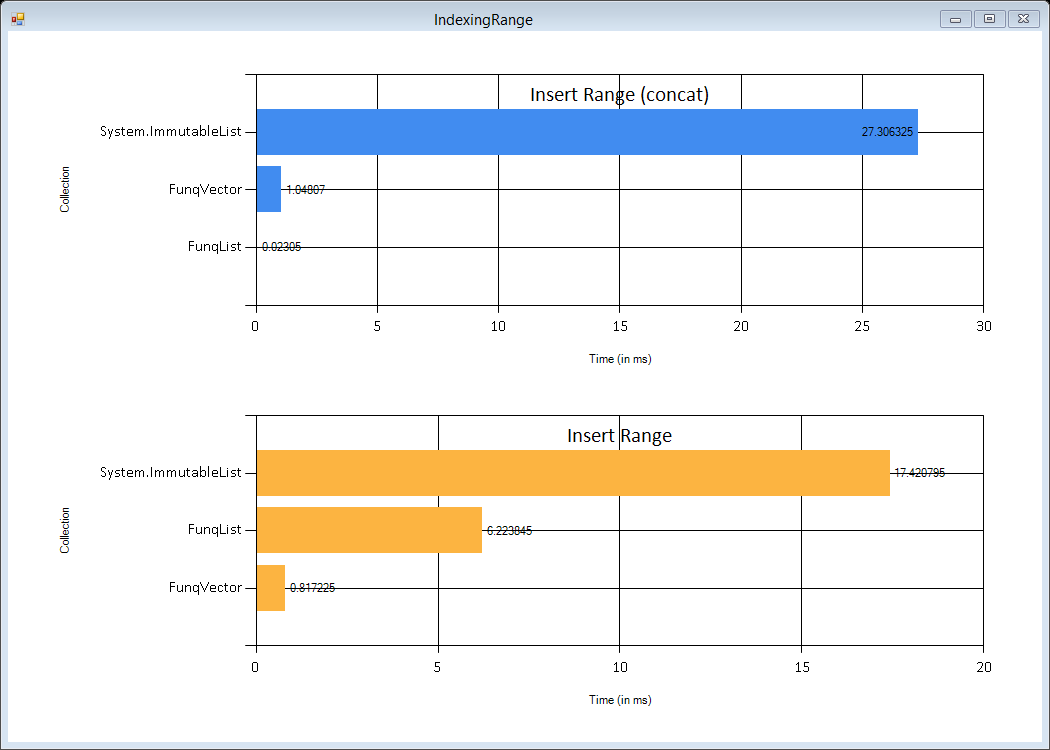 IndexingRange
Insert Range (concat)
Collection
System.ImmutableList
27.306325
FunqVector
1.04807
FunqList
0.02305
0 5 10 15 20 25 30
Time (in ms)
Insert Range
Collection
System.ImmutableList
17.420795
FunqList
6.223845
FunqVector
0.817225
0 5 10 15 20
Time (in ms)